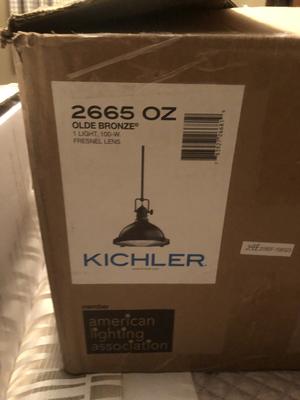 2665 OZ
OLDE BRONZE®
1 LIGHT, 100-W.
FRESNEL LENS
KICHLER®
member
american
lighting
association